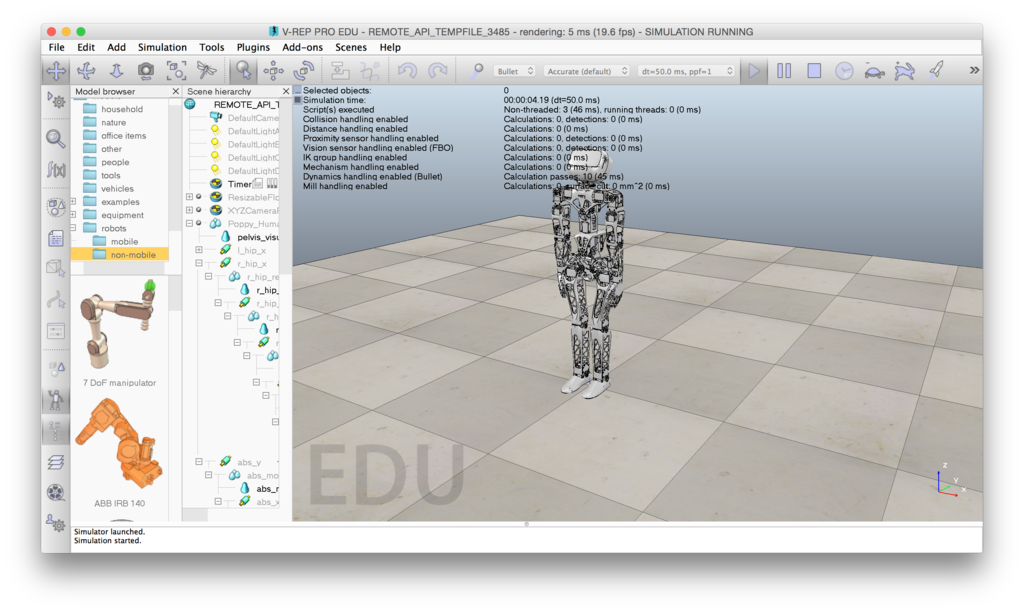 V-REP PRO EDU - REMOTE_API_TEMPFILE_3485 - rendering: 5 ms (19.6 fps) - SIMULATION RUNNING
File Edit Add Simulation Tools Plugins Add-ons Scenes Help
Bullet Accurate (default) dt=50.0 ms, ppf=1
Model browser
household
nature
office items
other
people
tools
vehicles
examples
equipment
robots
mobile
non-mobile
7 DoF manipulator
ABB IRB 140
Scene hierarchy
REMOTE_API_T
DefaultCame
DefaultLightA
DefaultLightB
DefaultLightC
DefaultLightD
Timer
ResizableFlo
XYZCameraP
Poppy_Huma
pelvis_visu
l_hip_x
r_hip_x
r_hip_re
r_hip_
r_hip_
r_h
r
abs_y
abs_mo
abs_r
abs_x
Selected objects: 0
Simulation time: 00:00:04.19 (dt=50.0 ms)
Script(s) executed Non-threaded: 3 (46 ms), running threads: 0 (0 ms)
Collision handling enabled Calculations: 0, detections: 0 (0 ms)
Distance handling enabled Calculations: 0 (0 ms)
Proximity sensor handling enabled Calculations: 0, detections: 0 (0 ms)
Vision sensor handling enabled (FBO) Calculations: 0, detections: 0 (0 ms)
IK group handling enabled Calculations: 0 (0 ms)
Mechanism handling enabled Calculations: 0 (0 ms)
Dynamics handling enabled (Bullet) Calculation passes: 10 (45 ms)
Mill handling enabled Calculations: 0, surface cut: 0 mm^2 (0 ms)
EDU
z
y
x
Simulator launched.
Simulation started.